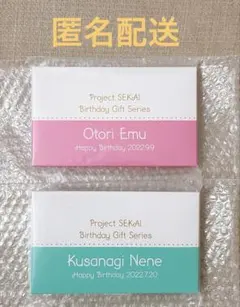 匿名配送
Project SEKAI
Birthday Gift Series
Otori Emu
Happy Birthday 2022.9.9
Project SEKAI
Birthday Gift Series
Kusanagi Nene
Happy Birthday 2022.7.20